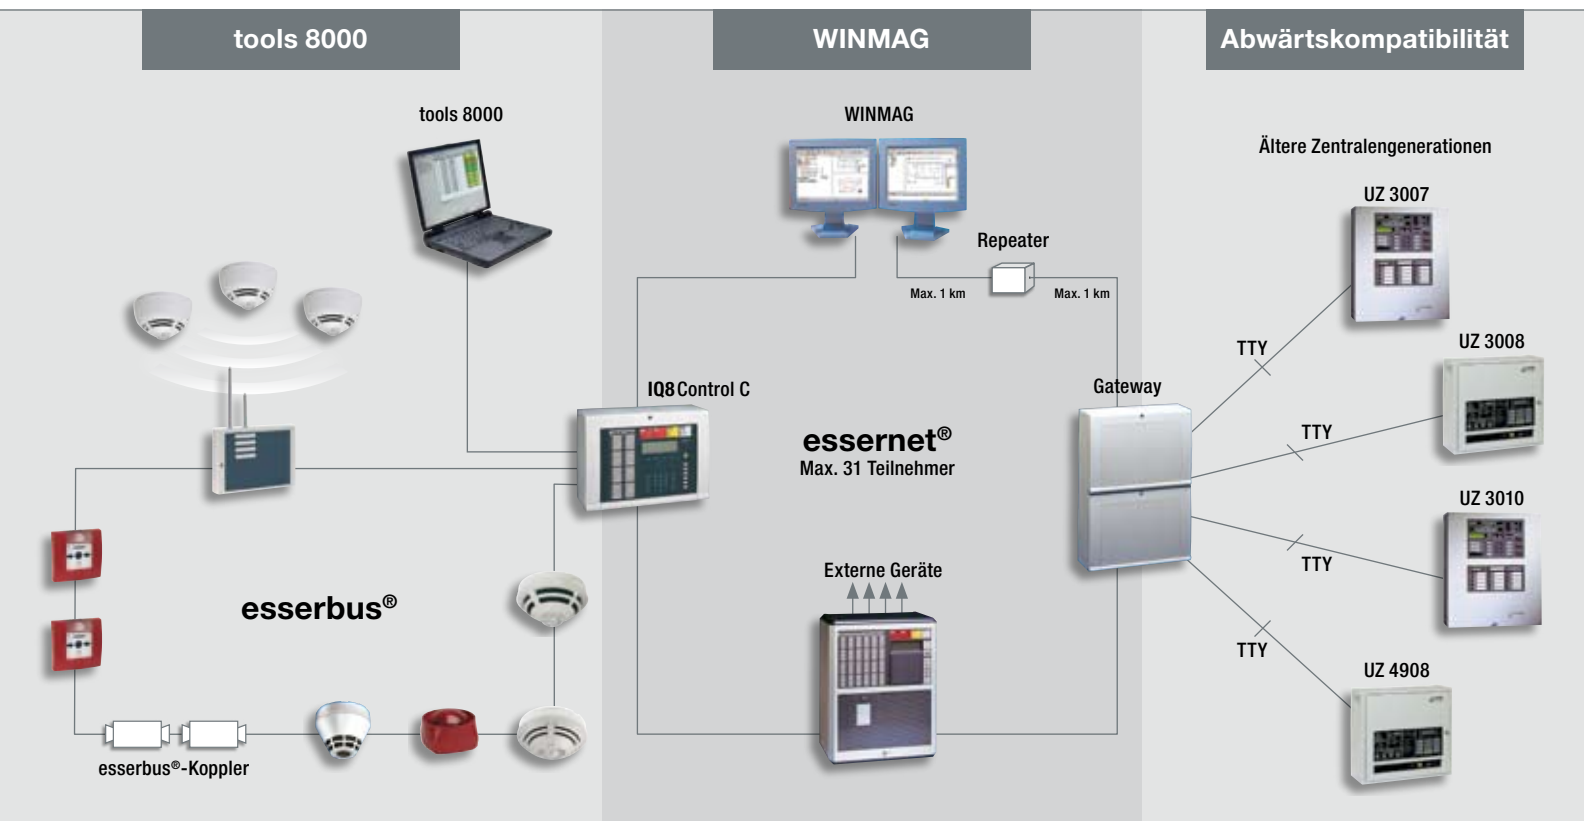 tools 8000
WINMAG
Abwärtskompatibilität
tools 8000
WINMAG
Ältere Zentralengenerationen
UZ 3007
Repeater
Max. 1 km
Max. 1 km
TTY
UZ 3008
IQ8Control C
Gateway
essernet®
Max. 31 Teilnehmer
TTY
UZ 3010
TTY
Externe Geräte
esserbus®
TTY
UZ 4908
esserbus®-Koppler